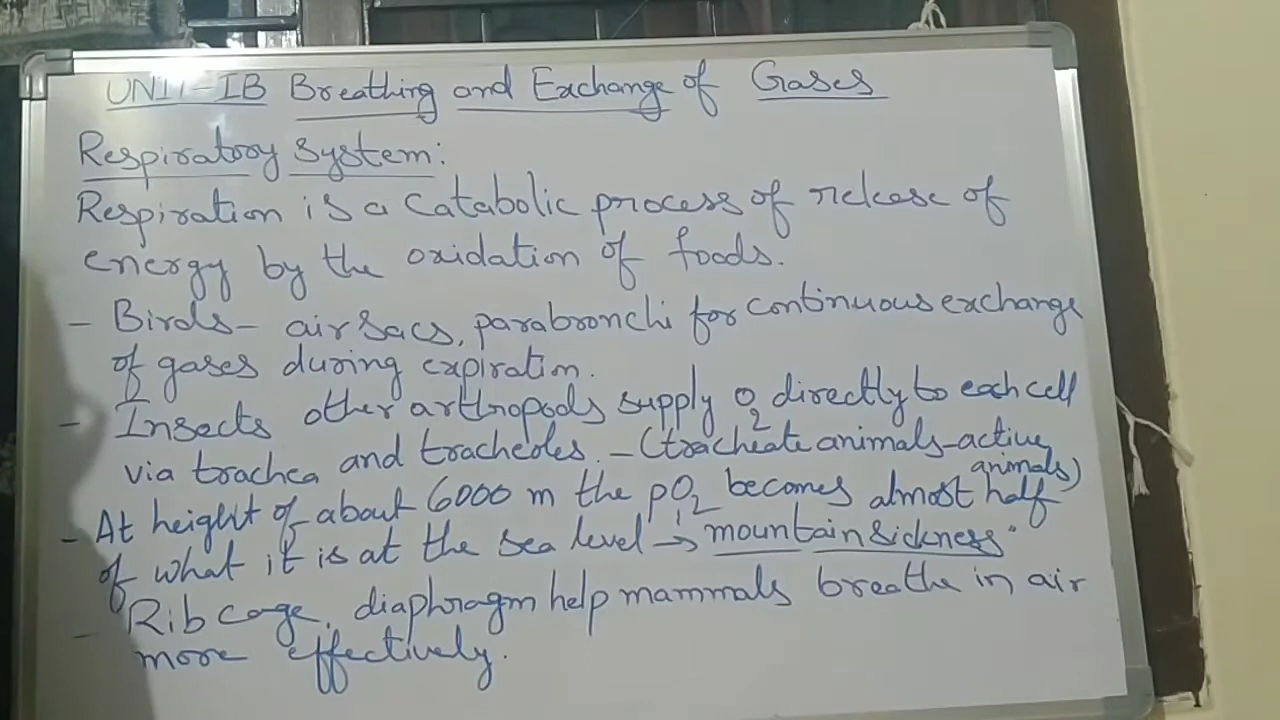 UNIT-IB Breathing and Exchange of Gases
Respiratory System:
Respiration is a Catabolic process of release of
energy by the oxidation of foods.
- Birds - air sacs, parabronchi for continuous exchange
of gases during expiration.
- Insects other arthropods supply O2 directly to each cell
via trachea and tracheoles. - (tracheate animals - active
animals)
- At height of about 6000 m the pO2 becomes almost half
of what it is at the sea level → mountain sickness"
- Rib cage, diaphragm help mammals breathe in air
more effectively.